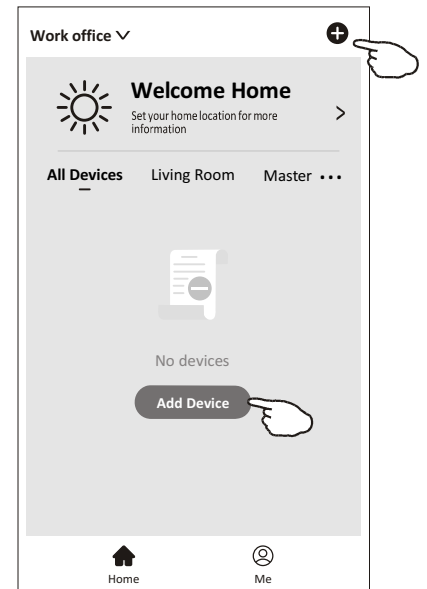 Work office
Welcome Home
Set your home location for more
information
All Devices Living Room Master ...
No devices
Add Device
Home Me